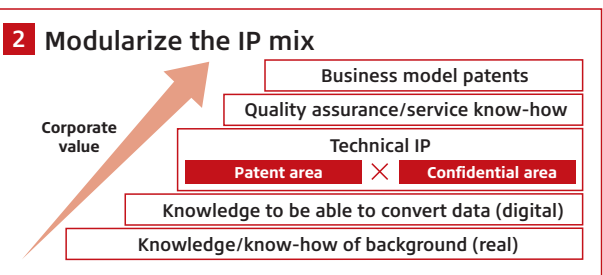 2 Modularize the IP mix
Business model patents
Quality assurance/service know-how
Corporate
value
Technical IP
Patent area × Confidential area
Knowledge to be able to convert data (digital)
Knowledge/know-how of background (real)